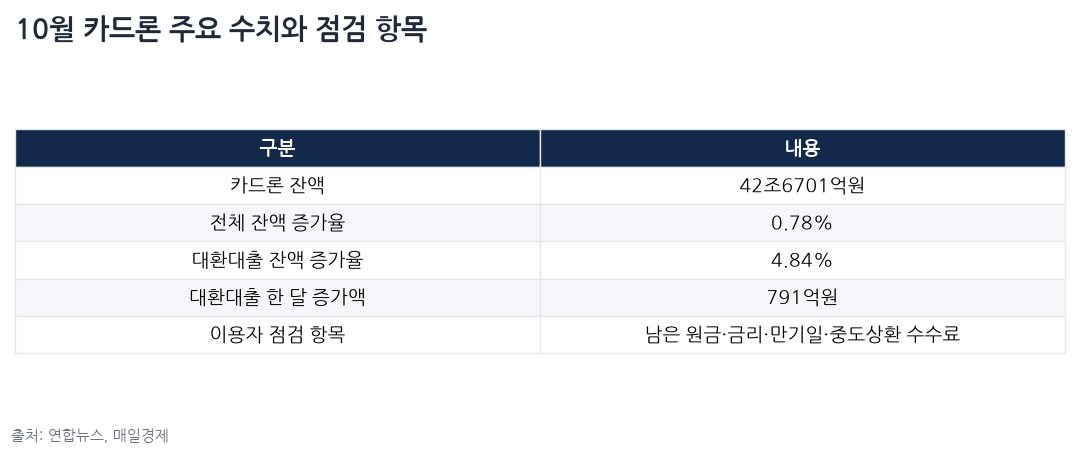 10월 카드론 주요 수치와 점검 항목
구분 내용
카드론 잔액 42조6701억원
전체 잔액 증가율 0.78%
대환대출 잔액 증가율 4.84%
대환대출 한 달 증가액 791억원
이용자 점검 항목 남은 원금·금리·만기일·중도상환 수수료
출처: 연합뉴스, 매일경제